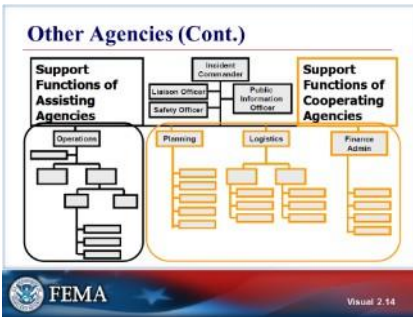 Other Agencies (Cont.)
Support
Functions of
Assisting
Agencies
Incident
Commander
Liaison Officer
Safety Officer
Public
Information
Officer
Support
Functions of
Cooperating
Agencies
Operations
Planning
Logistics
Finance
Admin
FEMA
Visual 2.14